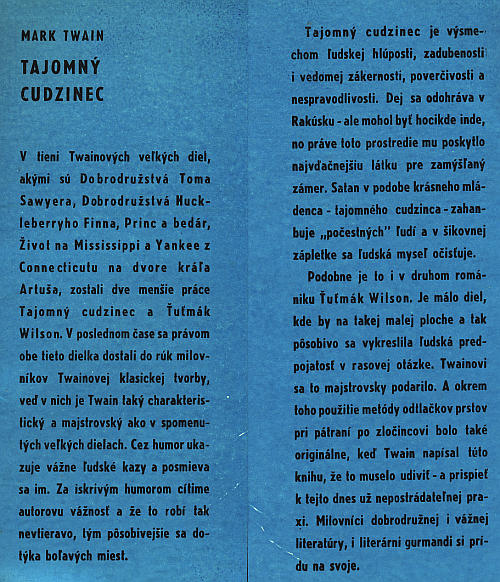 MARK TWAIN
TAJOMNÝ
CUDZINEC
V tieni Twainových veľkých diel,
akými sú Dobrodružstvá Toma
Sawyera, Dobrodružstvá Huck-
leberryho Finna, Princ a bedár,
Život na Mississippi a Yankee z
Connecticutu na dvore kráľa
Artuša, zostali dve menšie práce
Tajomný cudzinec a Ťuťmák
Wilson. V poslednom čase sa právom
obe tieto dielka dostali do rúk milov-
níkov Twainovej klasickej tvorby,
veď v nich je Twain taký charakteris-
tický a majstrovský ako v spomenu-
tých veľkých dielach. Cez humor uka-
zuje vážne ľudské kazy a posmieva
sa im. Za iskrivým humorom cítime
autorovu vážnosť a že to robí tak
nevtieravo, tým pôsobivejšie sa do-
týka boľavých miest.
Tajomný cudzinec je výsme-
chom ľudskej hlúposti, zadubenosti
i vedomej zákernosti, poverčivosti a
nespravodlivosti. Dej sa odohráva v
Rakúsku - ale mohol byť hocikde inde,
no práve toto prostredie mu poskytlo
najvďačnejšiu látku pre zamýšľaný
zámer. Satan v podobe krásneho mlá-
denca - tajomného cudzinca - zahan-
buje „počestných" ľudí a v šikovnej
zápletke sa ľudská myseľ očisťuje.
Podobne je to i v druhom romá-
niku Ťuťmák Wilson. Je málo diel,
kde by na takej malej ploche a tak
pôsobivo sa vykreslila ľudská pred-
pojatosť v rasovej otázke. Twainovi
sa to majstrovsky podarilo. A okrem
toho použitie metódy odtlačkov prstov
pri pátraní po zločincovi bolo také
originálne, keď Twain napísal túto
knihu, že to muselo udiviť - a prispieť
k tejto dnes už nepostrádateľnej pra-
xi. Milovníci dobrodružnej i vážnej
literatúry, i literárni gurmandi si prí-
du na svoje.